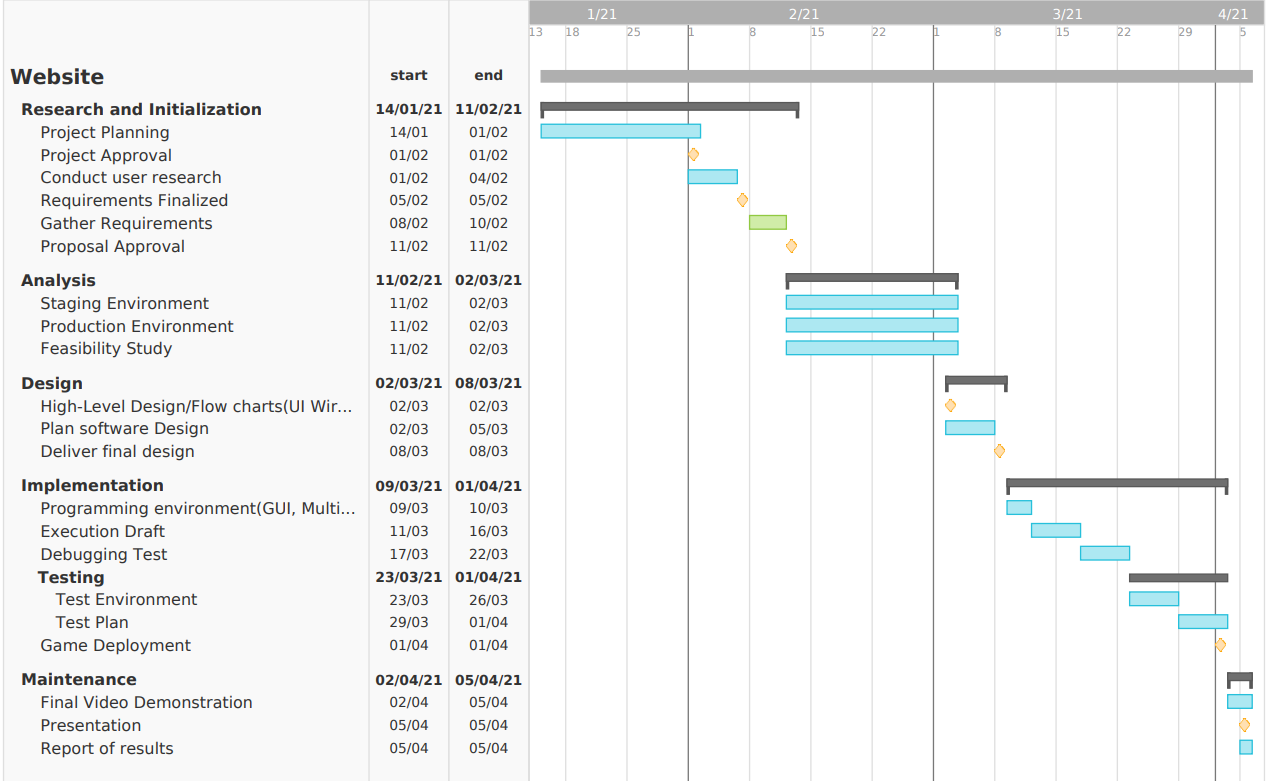 1/21 2/21 3/21 4/21
13 18 25 1 8 15 22 1 8 15 22 29 5
Website start end
Research and Initialization 14/01/21 11/02/21
Project Planning 14/01 01/02
Project Approval 01/02 01/02
Conduct user research 01/02 04/02
Requirements Finalized 05/02 05/02
Gather Requirements 08/02 10/02
Proposal Approval 11/02 11/02
Analysis 11/02/21 02/03/21
Staging Environment 11/02 02/03
Production Environment 11/02 02/03
Feasibility Study 11/02 02/03
Design 02/03/21 08/03/21
High-Level Design/Flow charts(UI Wir... 02/03 02/03
Plan software Design 02/03 05/03
Deliver final design 08/03 08/03
Implementation 09/03/21 01/04/21
Programming environment(GUI, Multi... 09/03 10/03
Execution Draft 11/03 16/03
Debugging Test 17/03 22/03
Testing 23/03/21 01/04/21
Test Environment 23/03 26/03
Test Plan 29/03 01/04
Game Deployment 01/04 01/04
Maintenance 02/04/21 05/04/21
Final Video Demonstration 02/04 05/04
Presentation 05/04 05/04
Report of results 05/04 05/04